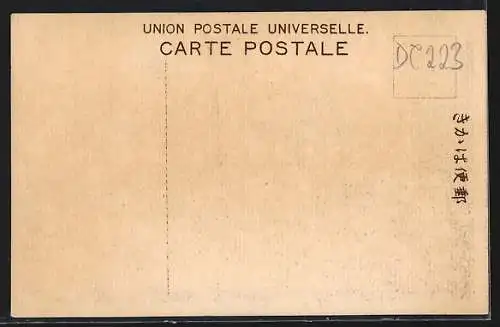 UNION POSTALE UNIVERSELLE.
CARTE POSTALE
DC223
きかは便郵